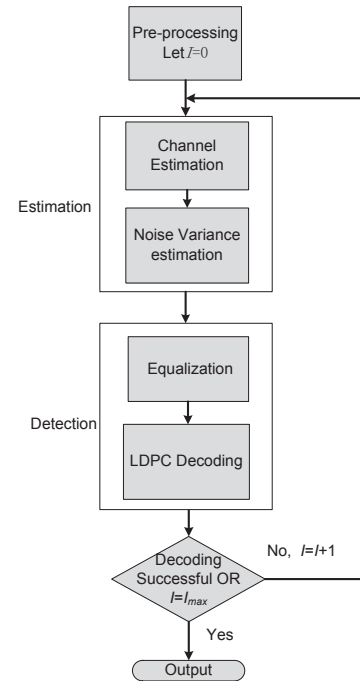 Pre-processing
Let I=0
Channel
Estimation
Estimation
Noise Variance
estimation
Equalization
Detection
LDPC Decoding
Decoding
Successful OR
I=Imax
No, I=I+1
Yes
Output